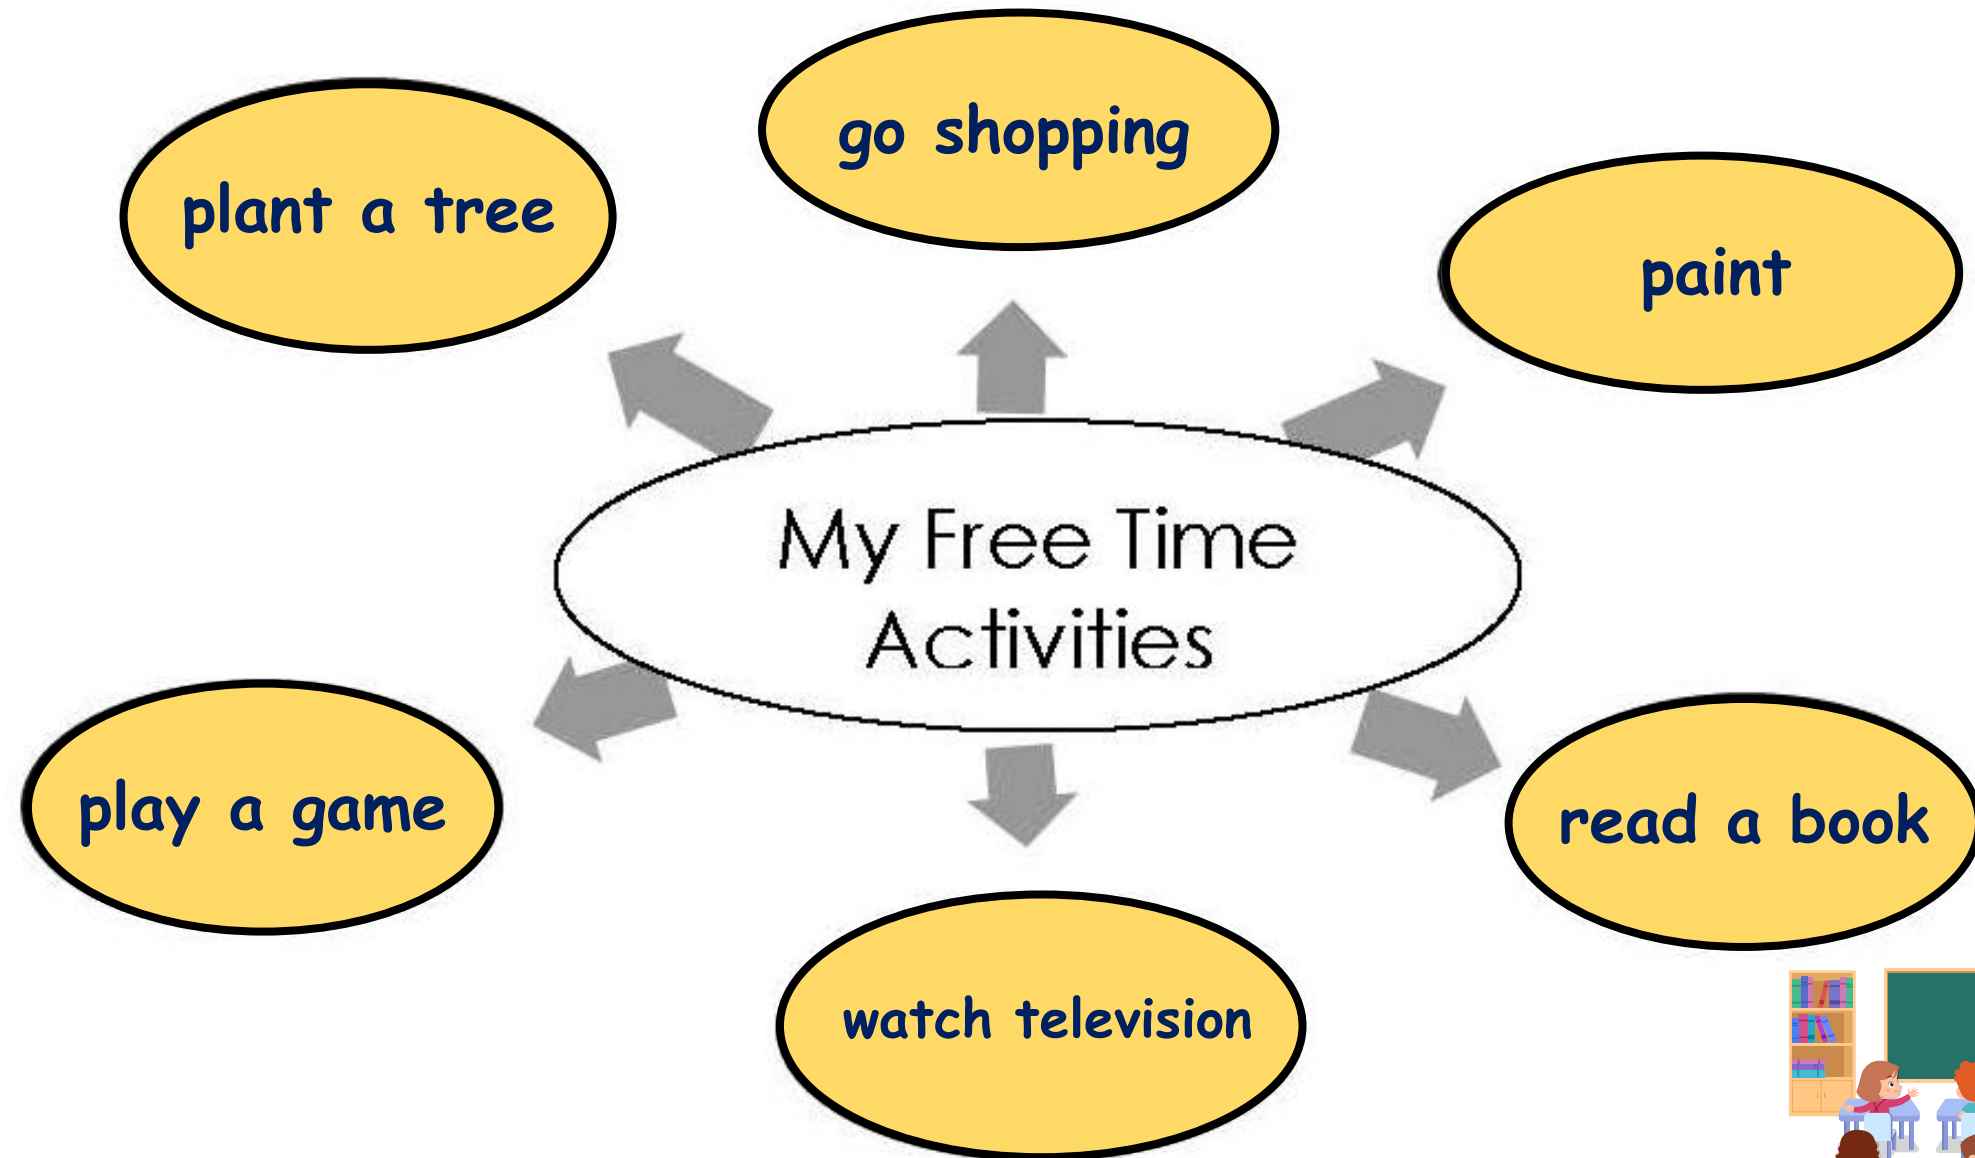 go shopping
plant a tree
paint
My Free Time
Activities
play a game
read a book
watch television